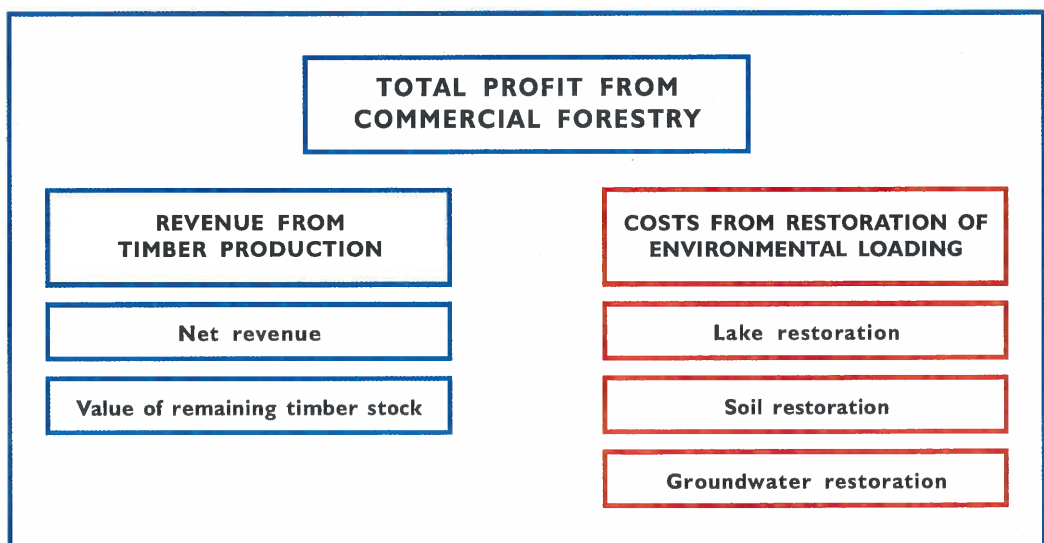 TOTAL PROFIT FROM
COMMERCIAL FORESTRY
REVENUE FROM
TIMBER PRODUCTION
Net revenue
Value of remaining timber stock
COSTS FROM RESTORATION OF
ENVIRONMENTAL LOADING
Lake restoration
Soil restoration
Groundwater restoration